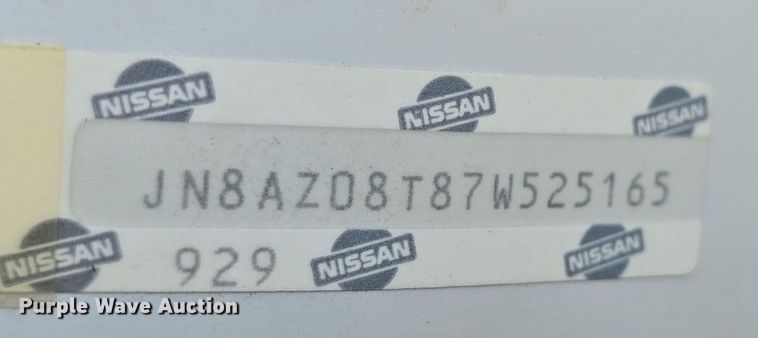 NISSAN NISSAN NISSAN
JN8AZ08T87W525165
NISSAN 929 NISSAN NISSAN
Purple Wave Auction